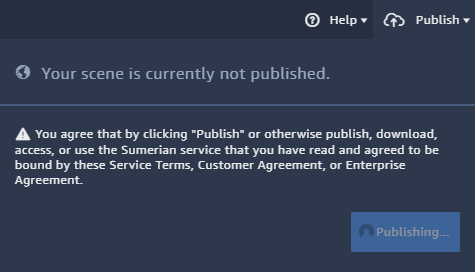 Help Publish
Your scene is currently not published.
You agree that by clicking "Publish" or otherwise publish, download,
access, or use the Sumerian service that you have read and agreed to be
bound by these Service Terms, Customer Agreement, or Enterprise
Agreement.
Publishing...